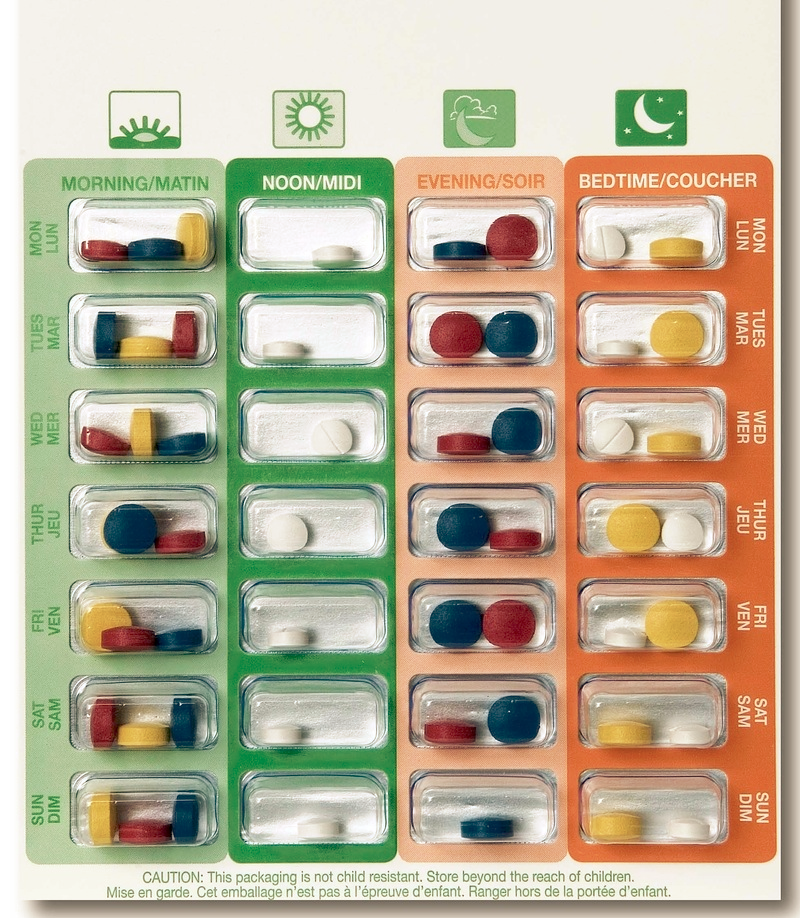 MORNING/MATIN NOON/MIDI EVENING/SOIR BEDTIME/COUCHER
MON
LUN
MON
LUN
TUES
MAR
TUES
MAR
WED
MER
WED
MER
THUR
JEU
THUR
JEU
FRI
VEN
FRI
VEN
SAT
SAM
SAT
SAM
SUN
DIM
SUN
DIM
CAUTION: This packaging is not child resistant. Store beyond the reach of children.
Mise en garde. Cet emballage n'est pas à l'épreuve d'enfant. Ranger hors de la portée d'enfant.